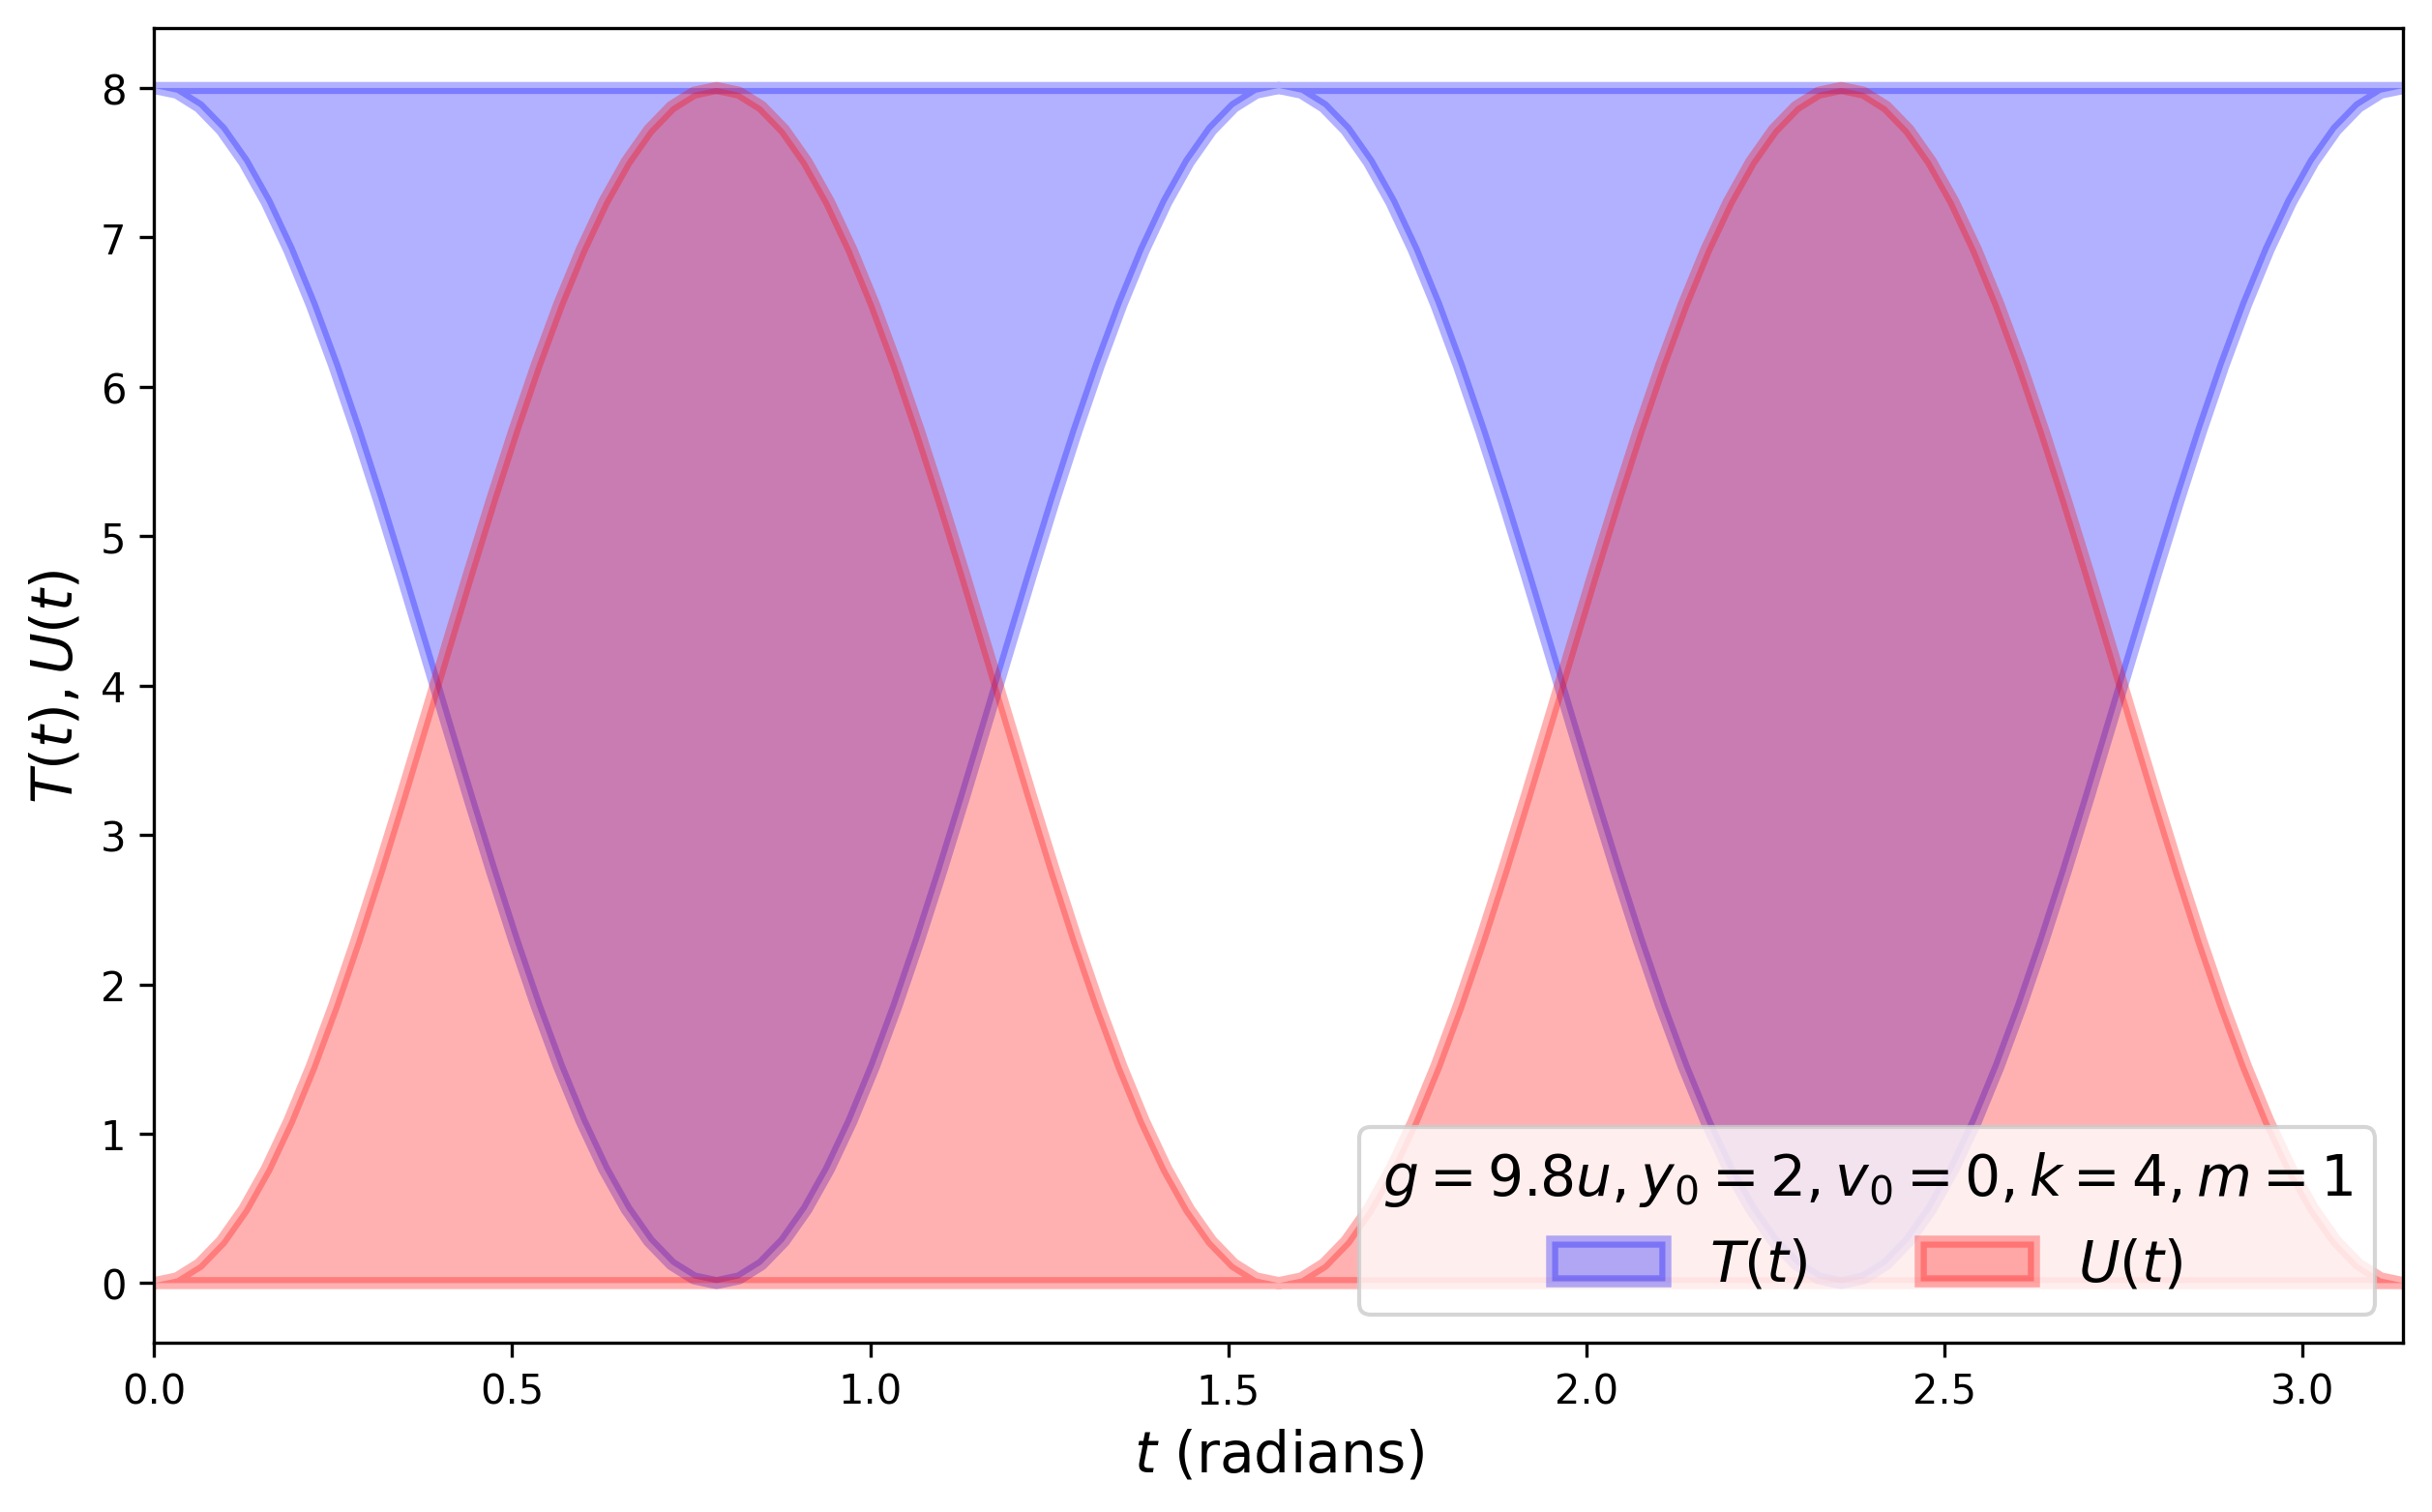 T(t), U(t)
8
7
6
5
4
3
2
1
0
g = 9.8u, y₀ = 2, v₀ = 0, k = 4, m = 1
T(t) U(t)
0.0 0.5 1.0 1.5 2.0 2.5 3.0
t (radians)